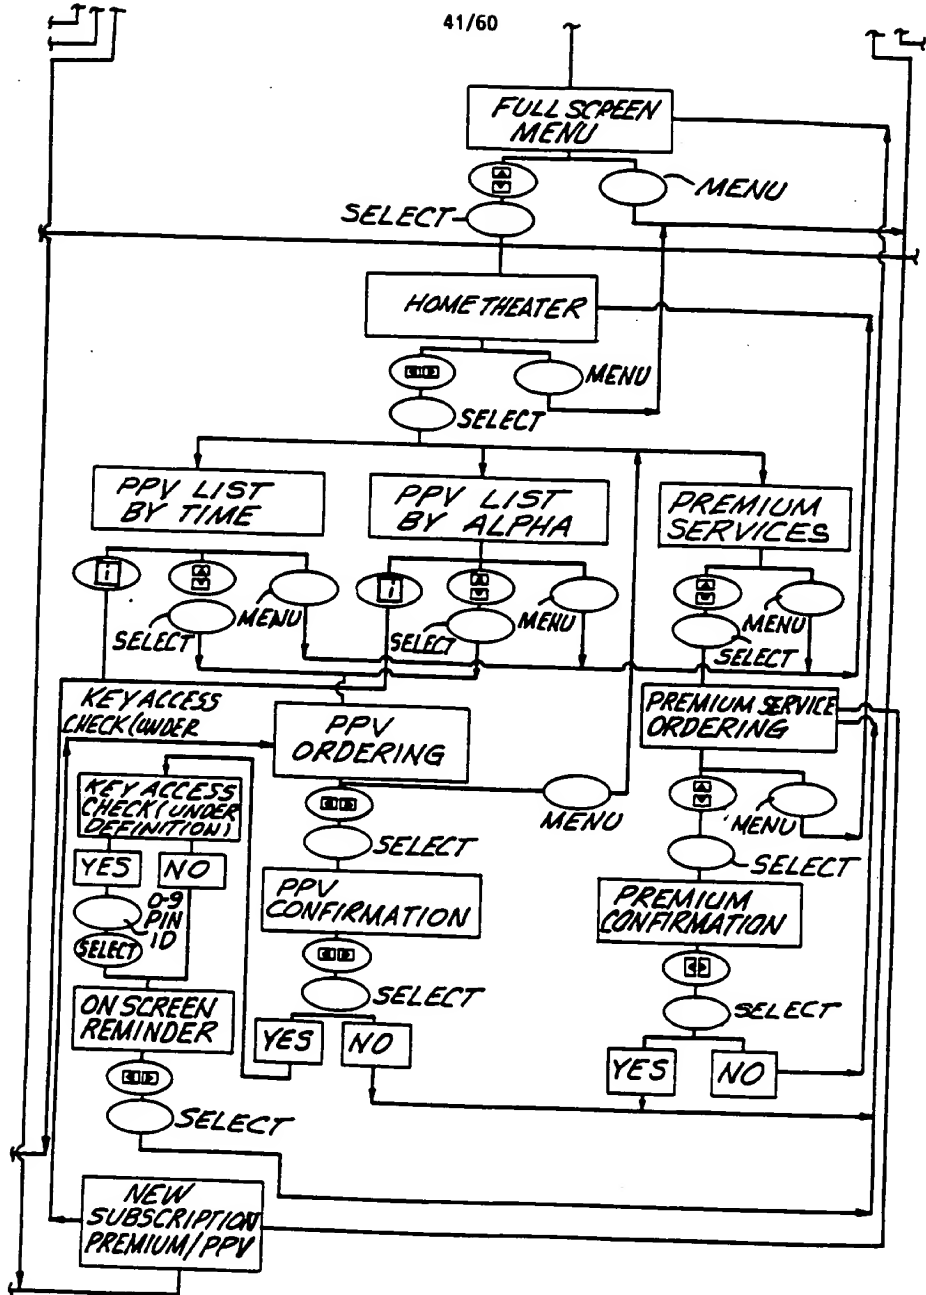 41/60
FULL SCREEN
MENU
MENU
SELECT
HOME THEATER
MENU
SELECT
PPV LIST
BY TIME
PPV LIST
BY ALPHA
PREMIUM
SERVICES
i
MENU
SELECT
i
MENU
SELECT
MENU
SELECT
KEY ACCESS
CHECK (UNDER
PPV
ORDERING
PREMIUM SERVICE
ORDERING
KEY ACCESS
CHECK (UNDER
DEFINITION)
MENU
MENU
SELECT
SELECT
YES
NO
0-9
PIN
ID
SELECT
PPV
CONFIRMATION
PREMIUM
CONFIRMATION
SELECT
SELECT
ON SCREEN
REMINDER
YES
NO
YES
NO
SELECT
NEW
SUBSCRIPTION
PREMIUM/PPV